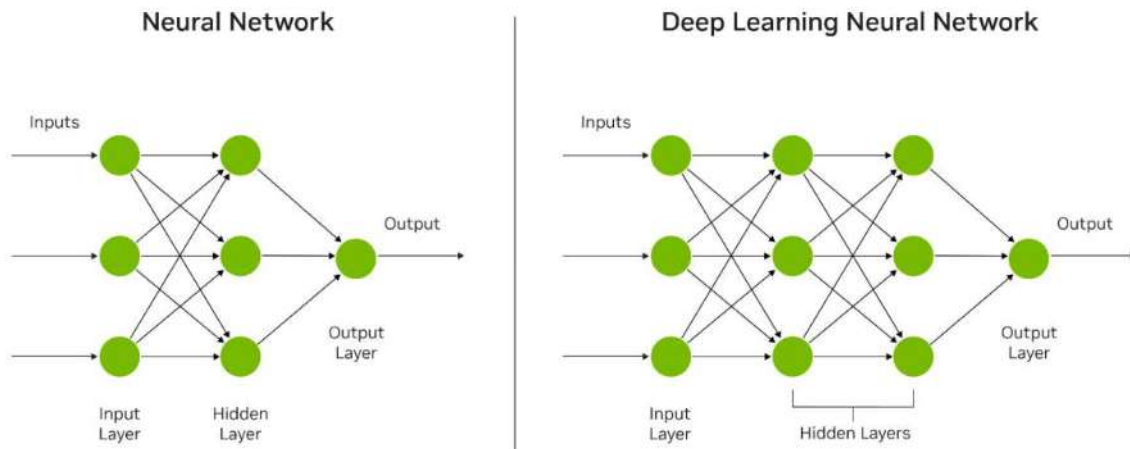 Neural Network
Inputs
Output
Output
Layer
Input
Layer
Hidden
Layer
Deep Learning Neural Network
Inputs
Output
Output
Layer
Input
Layer
Hidden Layers